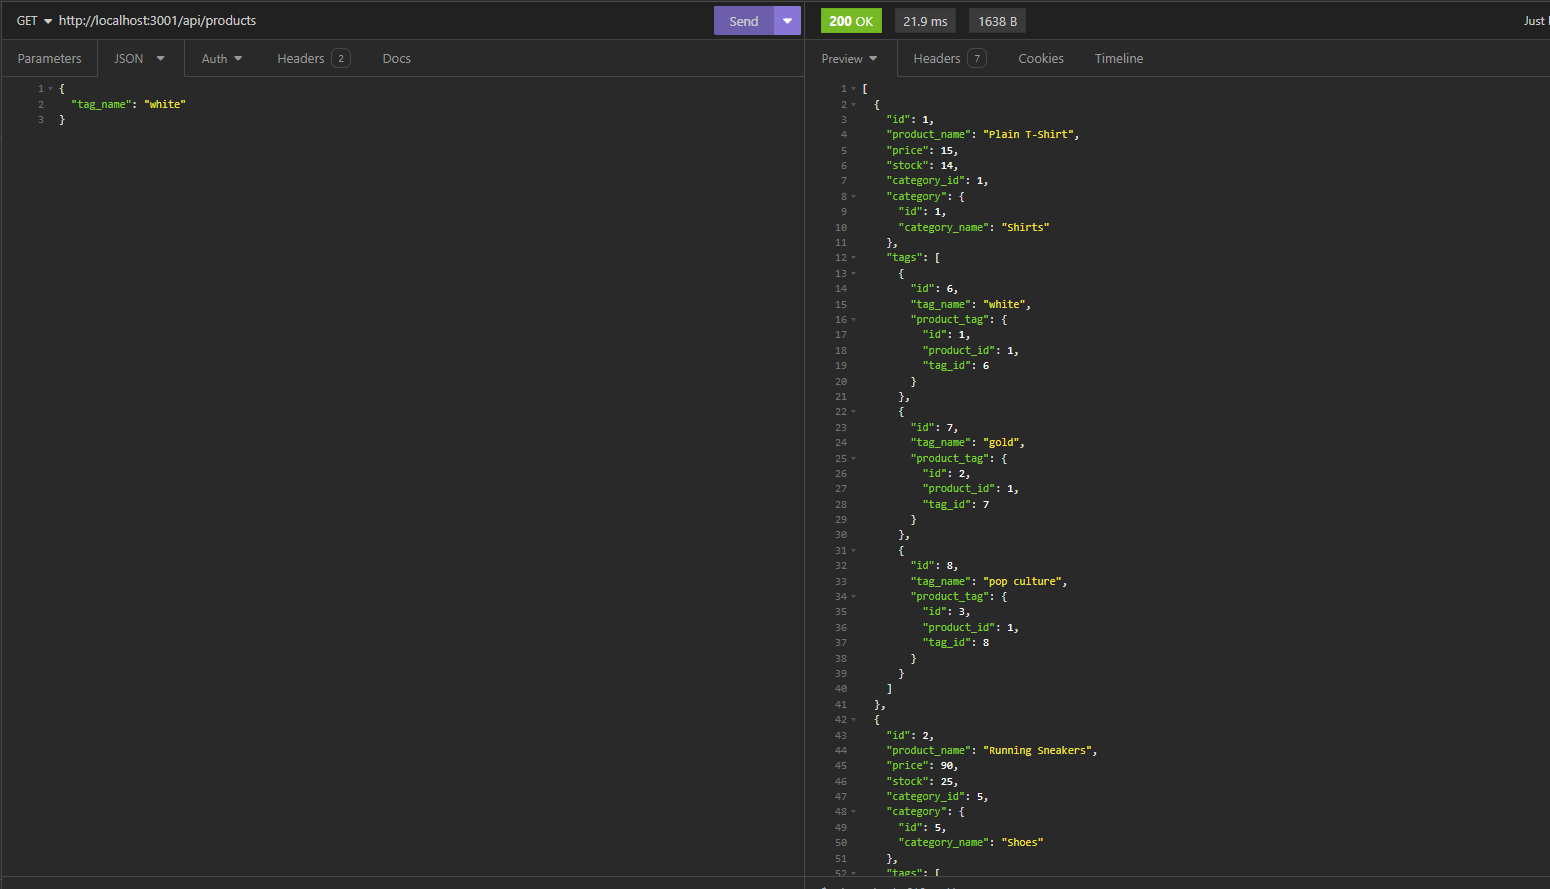 GET http://localhost:3001/api/products Send
Parameters JSON Auth Headers 2 Docs
1 {
2 "tag_name": "white"
3 }
200 OK 21.9 ms 1638 B Just
Preview Headers 7 Cookies Timeline
1 [
2 {
3 "id": 1,
4 "product_name": "Plain T-Shirt",
5 "price": 15,
6 "stock": 14,
7 "category_id": 1,
8 "category": {
9 "id": 1,
10 "category_name": "Shirts"
11 },
12 "tags": [
13 {
14 "id": 6,
15 "tag_name": "white",
16 "product_tag": {
17 "id": 1,
18 "product_id": 1,
19 "tag_id": 6
20 }
21 },
22 {
23 "id": 7,
24 "tag_name": "gold",
25 "product_tag": {
26 "id": 2,
27 "product_id": 1,
28 "tag_id": 7
29 }
30 },
31 {
32 "id": 8,
33 "tag_name": "pop culture",
34 "product_tag": {
35 "id": 3,
36 "product_id": 1,
37 "tag_id": 8
38 }
39 }
40 ]
41 },
42 {
43 "id": 2,
44 "product_name": "Running Sneakers",
45 "price": 90,
46 "stock": 25,
47 "category_id": 5,
48 "category": {
49 "id": 5,
50 "category_name": "Shoes"
51 },
52 "tags": [